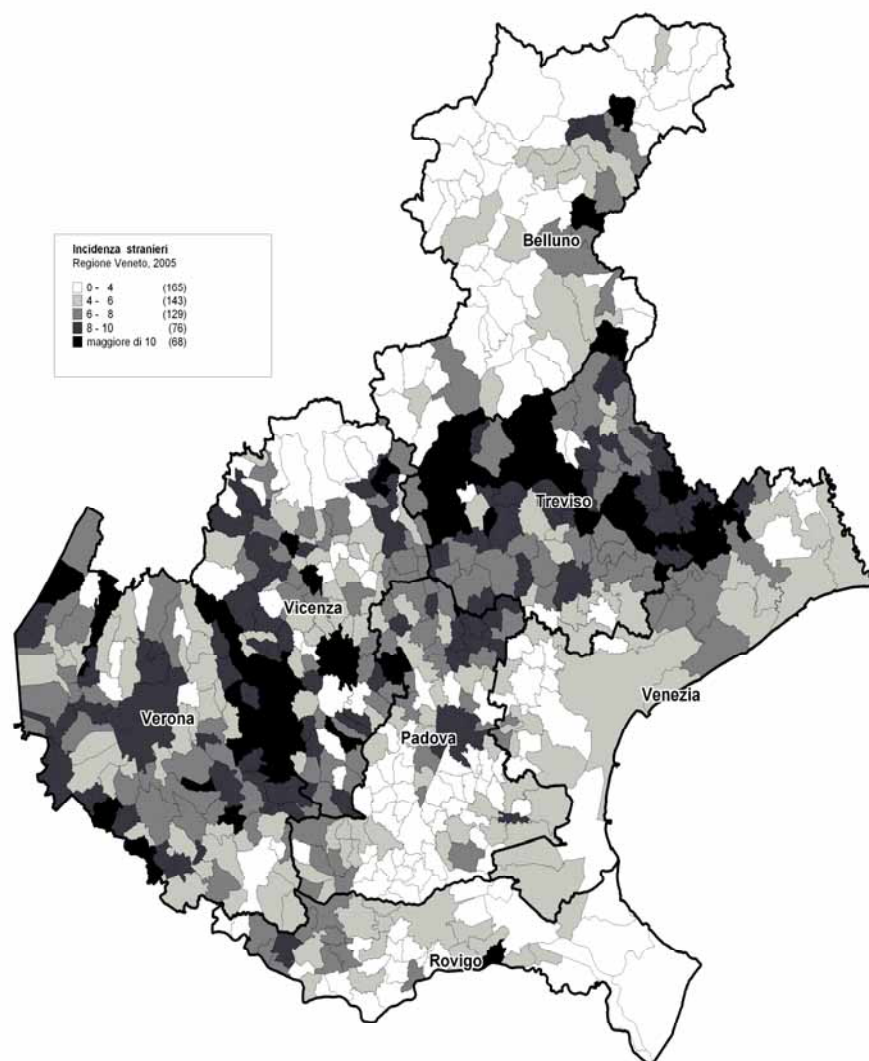 Incidenza stranieri
Regione Veneto, 2005
0 - 4 (165)
4 - 6 (143)
6 - 8 (129)
8 - 10 (76)
maggiore di 10 (68)
Belluno
Treviso
Vicenza
Venezia
Verona
Padova
Rovigo